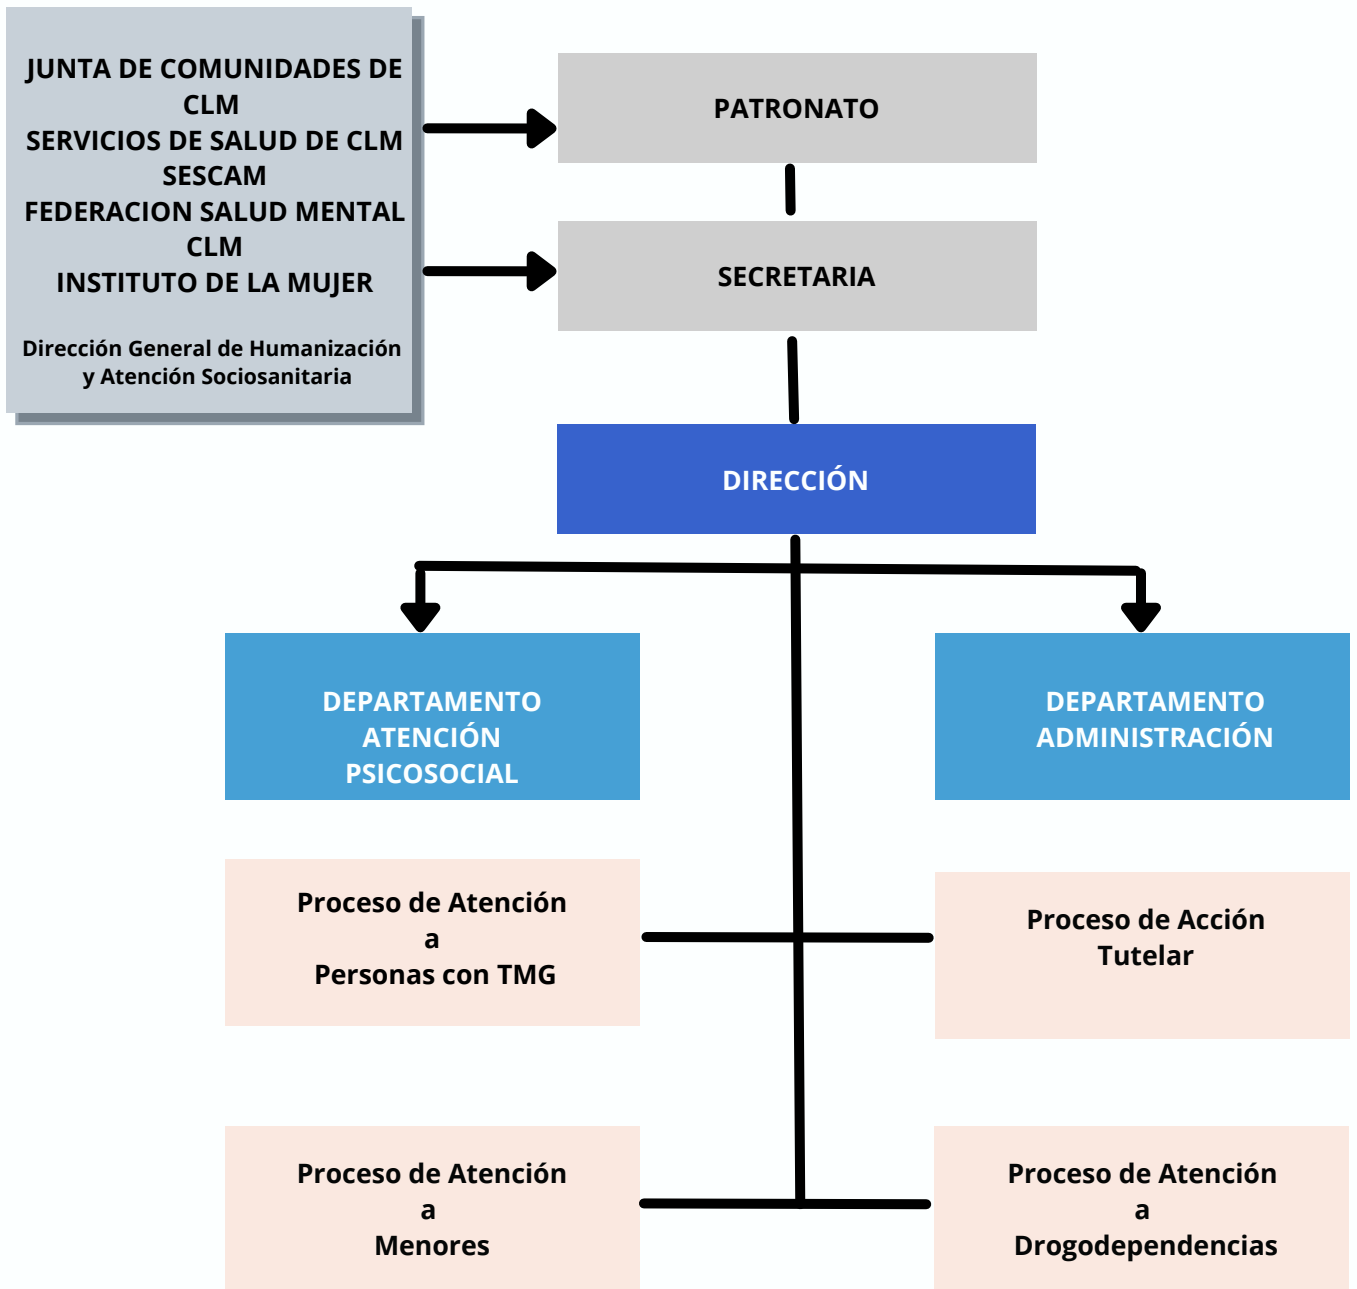 JUNTA DE COMUNIDADES DE
CLM
SERVICIOS DE SALUD DE CLM
SESCAM
FEDERACION SALUD MENTAL
CLM
INSTITUTO DE LA MUJER
Dirección General de Humanización
y Atención Sociosanitaria
PATRONATO
SECRETARIA
DIRECCIÓN
DEPARTAMENTO
ATENCIÓN
PSICOSOCIAL
DEPARTAMENTO
ADMINISTRACIÓN
Proceso de Atención
a
Personas con TMG
Proceso de Acción
Tutelar
Proceso de Atención
a
Menores
Proceso de Atención
a
Drogodependencias